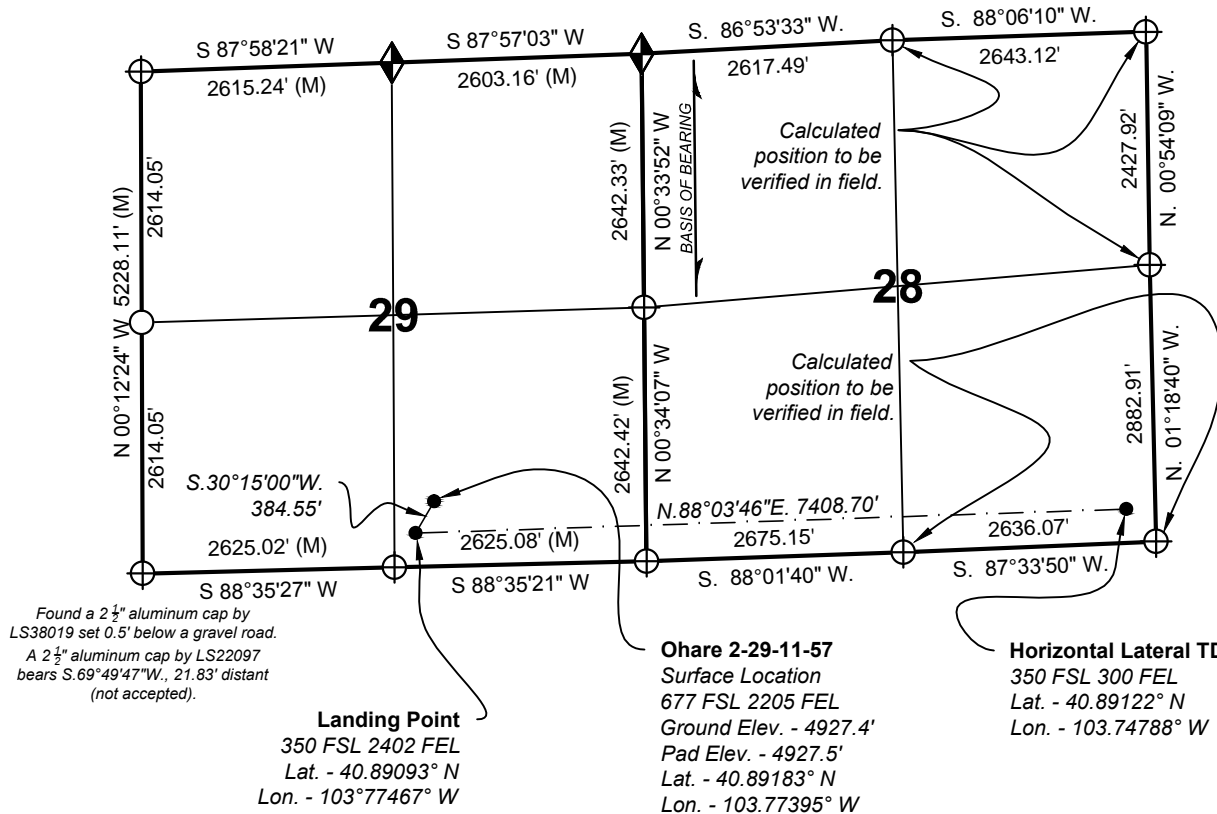 S 87°58'21" W
2615.24' (M)
S 87°57'03" W
2603.16' (M)
S. 86°53'33" W.
2617.49'
S. 88°06'10" W.
2643.12'
N 00°12'24" W 5228.11' (M)
2614.05'
2614.05'
2642.33' (M)
N 00°33'52" W
BASIS OF BEARING
Calculated
position to be
verified in field.
2427.92'
N. 00°54'09" W.
29
28
2642.42' (M)
N 00°34'07" W
Calculated
position to be
verified in field.
2882.91'
N. 01°18'40" W.
S.30°15'00"W.
384.55'
N.88°03'46"E. 7408.70'
2625.02' (M)
S 88°35'27" W
2625.08' (M)
S 88°35'21" W
2675.15'
S. 88°01'40" W.
2636.07'
S. 87°33'50" W.
Found a 2 1/2" aluminum cap by
LS38019 set 0.5' below a gravel road.
A 2 1/2" aluminum cap by LS22097
bears S.69°49'47"W., 21.83' distant
(not accepted).
Landing Point
350 FSL 2402 FEL
Lat. - 40.89093° N
Lon. - 103°77467° W
Ohare 2-29-11-57
Surface Location
677 FSL 2205 FEL
Ground Elev. - 4927.4'
Pad Elev. - 4927.5'
Lat. - 40.89183° N
Lon. - 103.77395° W
Horizontal Lateral TD
350 FSL 300 FEL
Lat. - 40.89122° N
Lon. - 103.74788° W